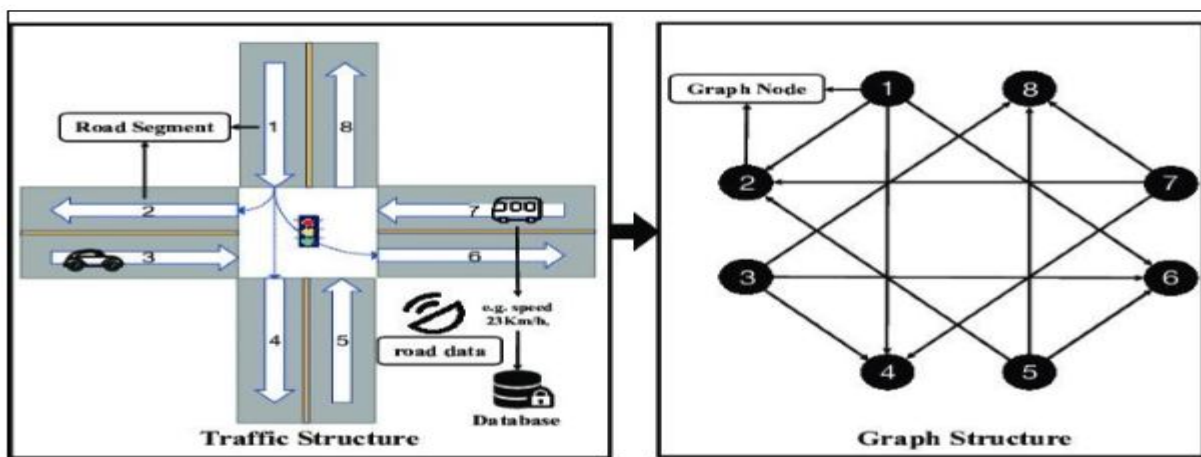 1
8
Road Segment
2
7
3
6
e.g. speed
23Km/h,
4
5
road data
Database
Traffic Structure
Graph Node
1
8
2
7
3
6
4
5
Graph Structure